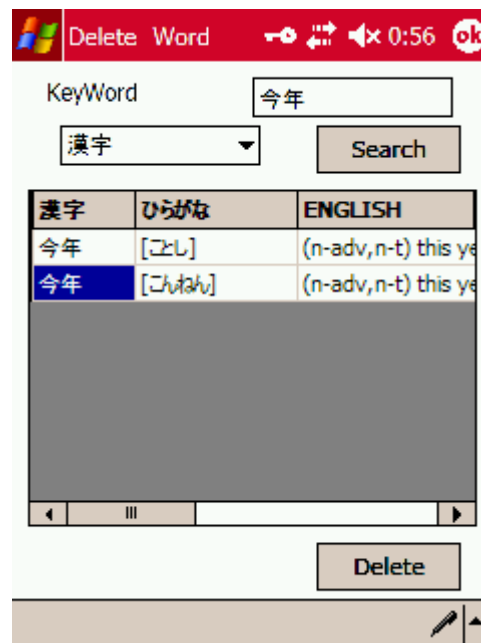 Delete Word 0:56 ok
KeyWord 今年
漢字 Search
漢字 ひらがな ENGLISH
今年 [ことし] (n-adv,n-t) this ye
今年 [こんねん] (n-adv,n-t) this ye
Delete